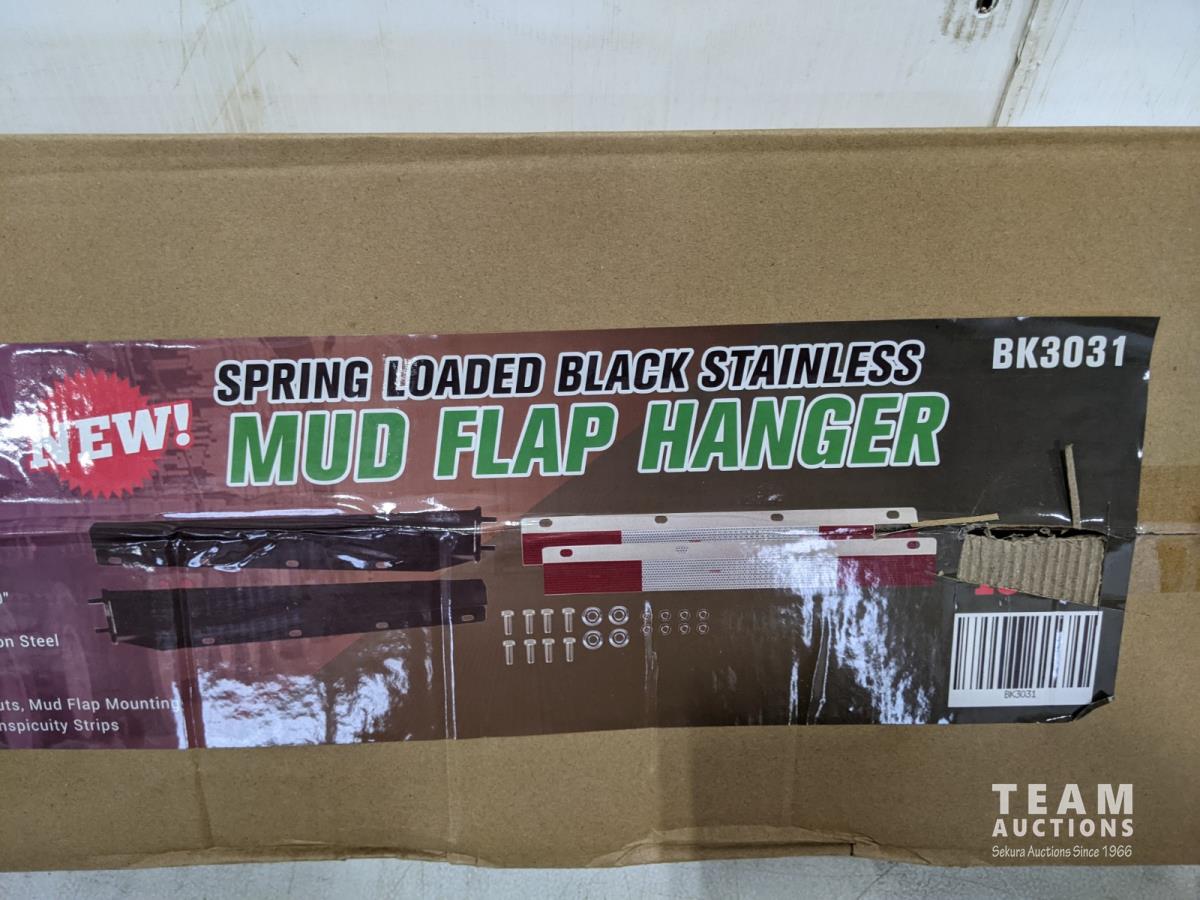 NEW!
SPRING LOADED BLACK STAINLESS
MUD FLAP HANGER
BK3031
on Steel
uts, Mud Flap Mounting
nspicuity Strips
BK3031
TEAM
AUCTIONS
Sekura Auctions Since 1966